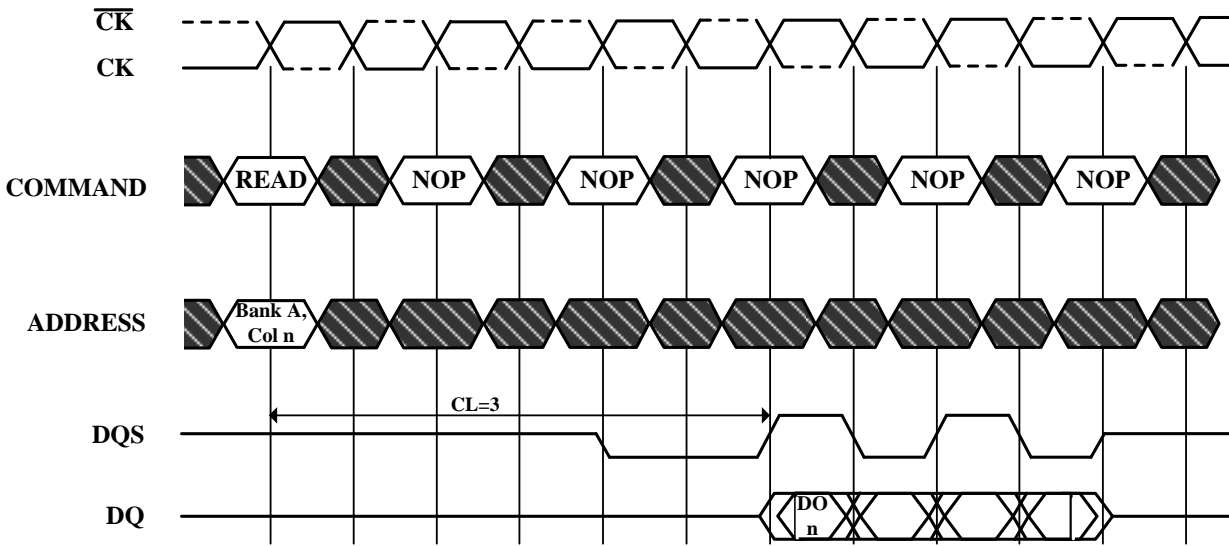 CK
CK
COMMAND
READ NOP NOP NOP NOP NOP
ADDRESS
Bank A,
Col n
CL=3
DQS
DQ
DO
n